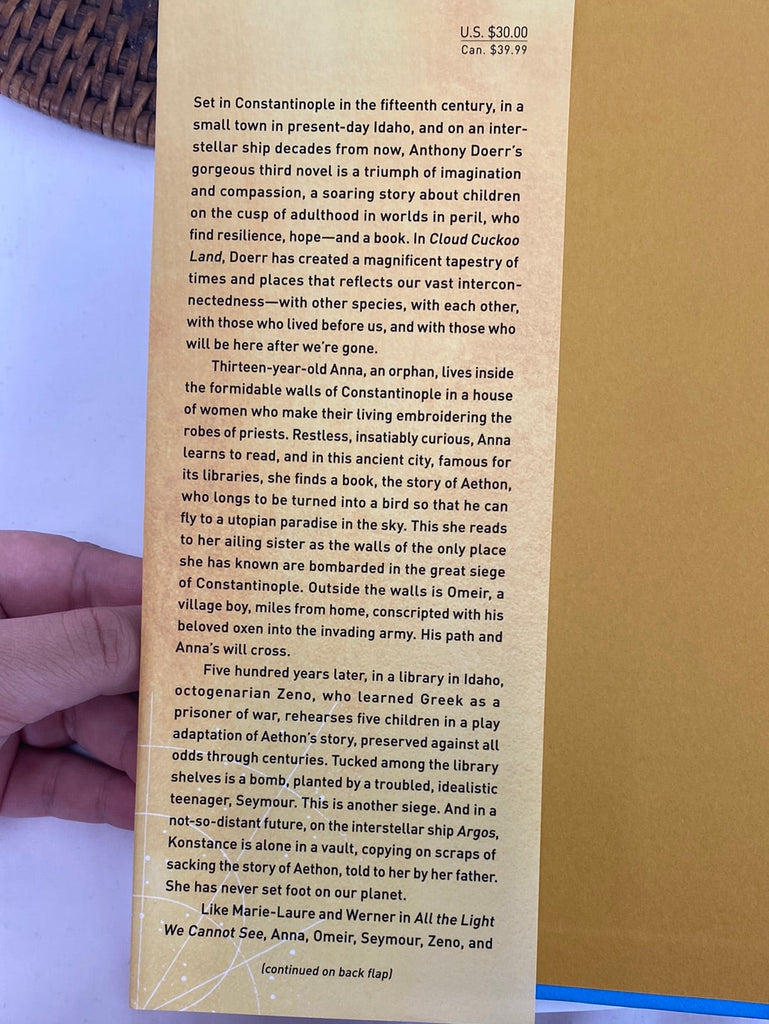 U.S. $30.00
Can. $39.99
Set in Constantinople in the fifteenth century, in a
small town in present-day Idaho, and on an inter-
stellar ship decades from now, Anthony Doerr's
gorgeous third novel is a triumph of imagination
and compassion, a soaring story about children
on the cusp of adulthood in worlds in peril, who
find resilience, hope—and a book. In Cloud Cuckoo
Land, Doerr has created a magnificent tapestry of
times and places that reflects our vast intercon-
nectedness—with other species, with each other,
with those who lived before us, and with those who
will be here after we're gone.
Thirteen-year-old Anna, an orphan, lives inside
the formidable walls of Constantinople in a house
of women who make their living embroidering the
robes of priests. Restless, insatiably curious, Anna
learns to read, and in this ancient city, famous for
its libraries, she finds a book, the story of Aethon,
who longs to be turned into a bird so that he can
fly to a utopian paradise in the sky. This she reads
to her ailing sister as the walls of the only place
she has known are bombarded in the great siege
of Constantinople. Outside the walls is Omeir, a
village boy, miles from home, conscripted with his
beloved oxen into the invading army. His path and
Anna's will cross.
Five hundred years later, in a library in Idaho,
octogenarian Zeno, who learned Greek as a
prisoner of war, rehearses five children in a play
adaptation of Aethon's story, preserved against all
odds through centuries. Tucked among the library
shelves is a bomb, planted by a troubled, idealistic
teenager, Seymour. This is another siege. And in a
not-so-distant future, on the interstellar ship Argos,
Konstance is alone in a vault, copying on scraps of
sacking the story of Aethon, told to her by her father.
She has never set foot on our planet.
Like Marie-Laure and Werner in All the Light
We Cannot See, Anna, Omeir, Seymour, Zeno, and
(continued on back flap)